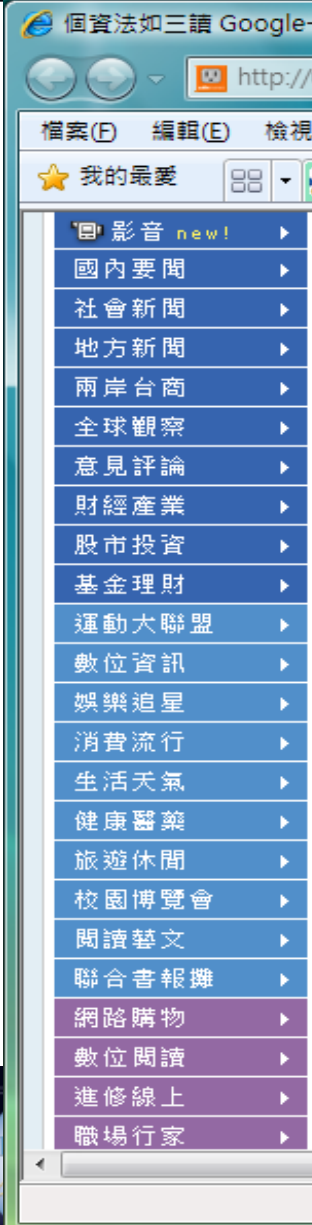 個資法如三讀 Google-
http://
檔案(F) 編輯(E) 檢視
我的最愛
影音 new!
國內要聞
社會新聞
地方新聞
兩岸台商
全球觀察
意見評論
財經產業
股市投資
基金理財
運動大聯盟
數位資訊
娛樂追星
消費流行
生活天氣
健康醫藥
旅遊休閒
校園博覽會
閱讀藝文
聯合書報攤
網路購物
數位閱讀
進修線上
職場行家